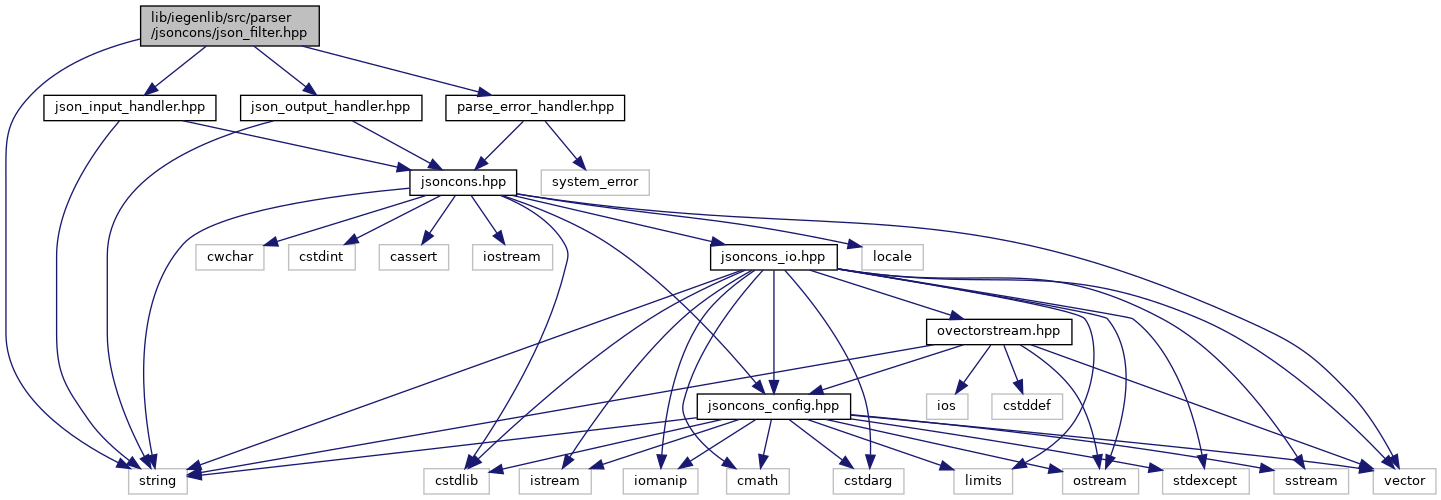 lib/iegenlib/src/parser
/jsoncons/json_filter.hpp
json_input_handler.hpp
json_output_handler.hpp
parse_error_handler.hpp
jsoncons.hpp
system_error
cwchar
cstdint
cassert
iostream
jsoncons_io.hpp
locale
ovectorstream.hpp
jsoncons_config.hpp
ios
cstddef
string
cstdlib
istream
iomanip
cmath
cstdarg
limits
ostream
stdexcept
sstream
vector